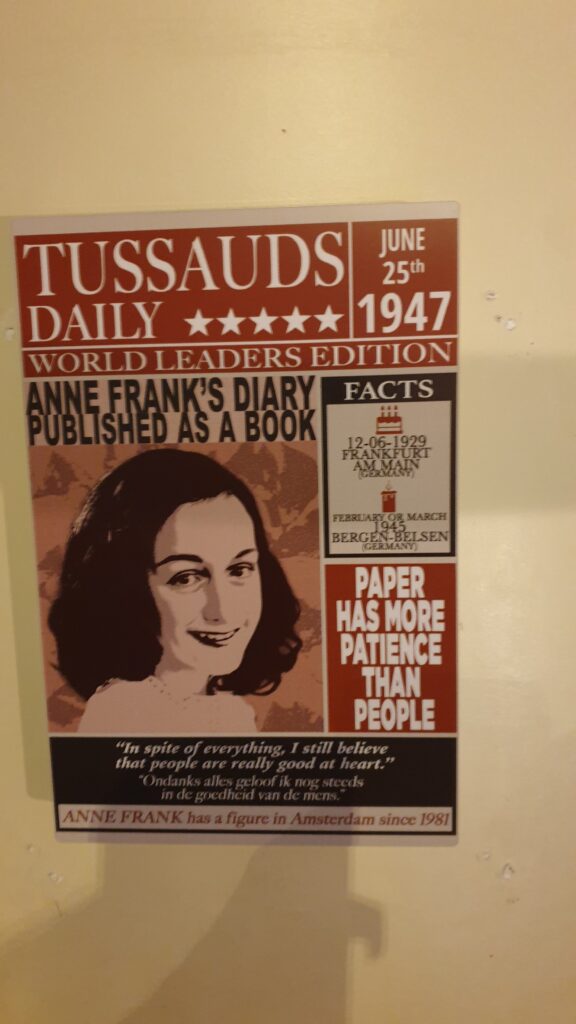 TUSSAUDS
DAILY ★★★★★
JUNE
25th
1947
WORLD LEADERS EDITION
ANNE FRANK'S DIARY
PUBLISHED AS A BOOK
FACTS
12-06-1929
FRANKFURT
AM MAIN
(GERMANY)
FEBRUARY OR MARCH
1945
BERGEN-BELSEN
(GERMANY)
PAPER
HAS MORE
PATIENCE
THAN
PEOPLE
"In spite of everything, I still believe
that people are really good at heart."
"Ondanks alles geloof ik nog steeds
in de goedheid van de mens."
ANNE FRANK has a figure in Amsterdam since 1981